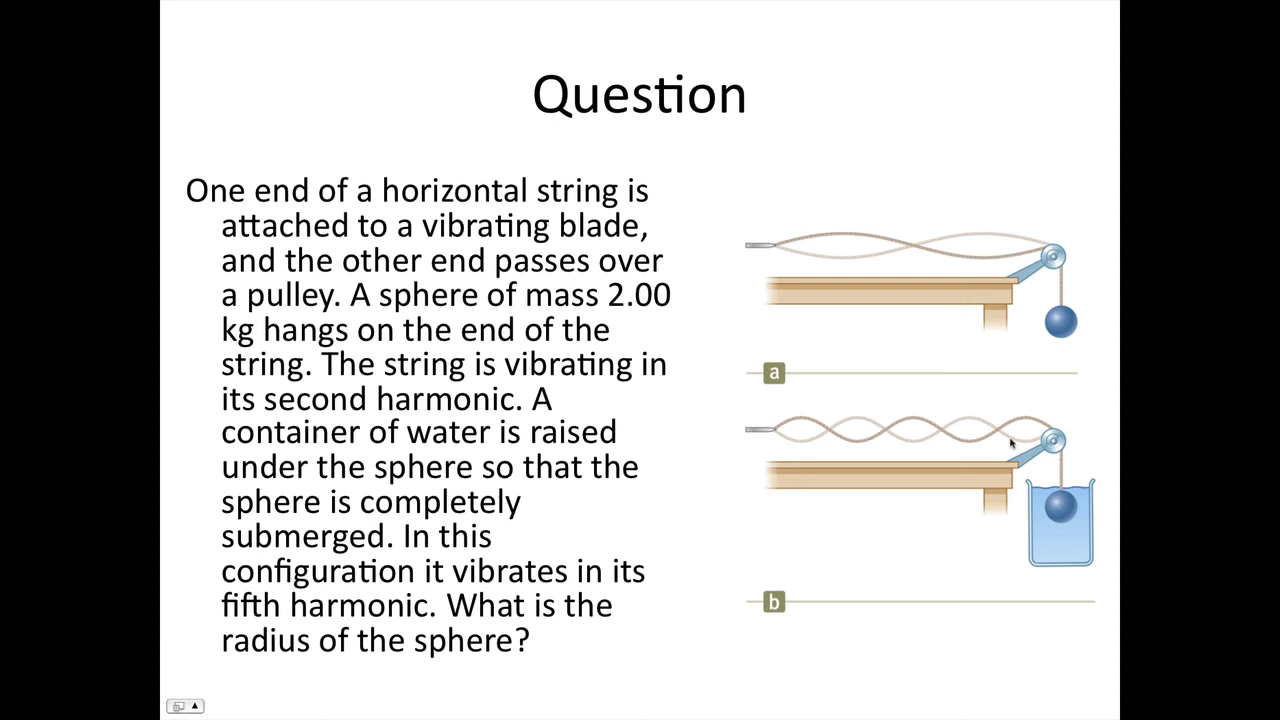 Question
One end of a horizontal string is
attached to a vibrating blade,
and the other end passes over
a pulley. A sphere of mass 2.00
kg hangs on the end of the
string. The string is vibrating in
its second harmonic. A
container of water is raised
under the sphere so that the
sphere is completely
submerged. In this
configuration it vibrates in its
fifth harmonic. What is the
radius of the sphere?
a
b